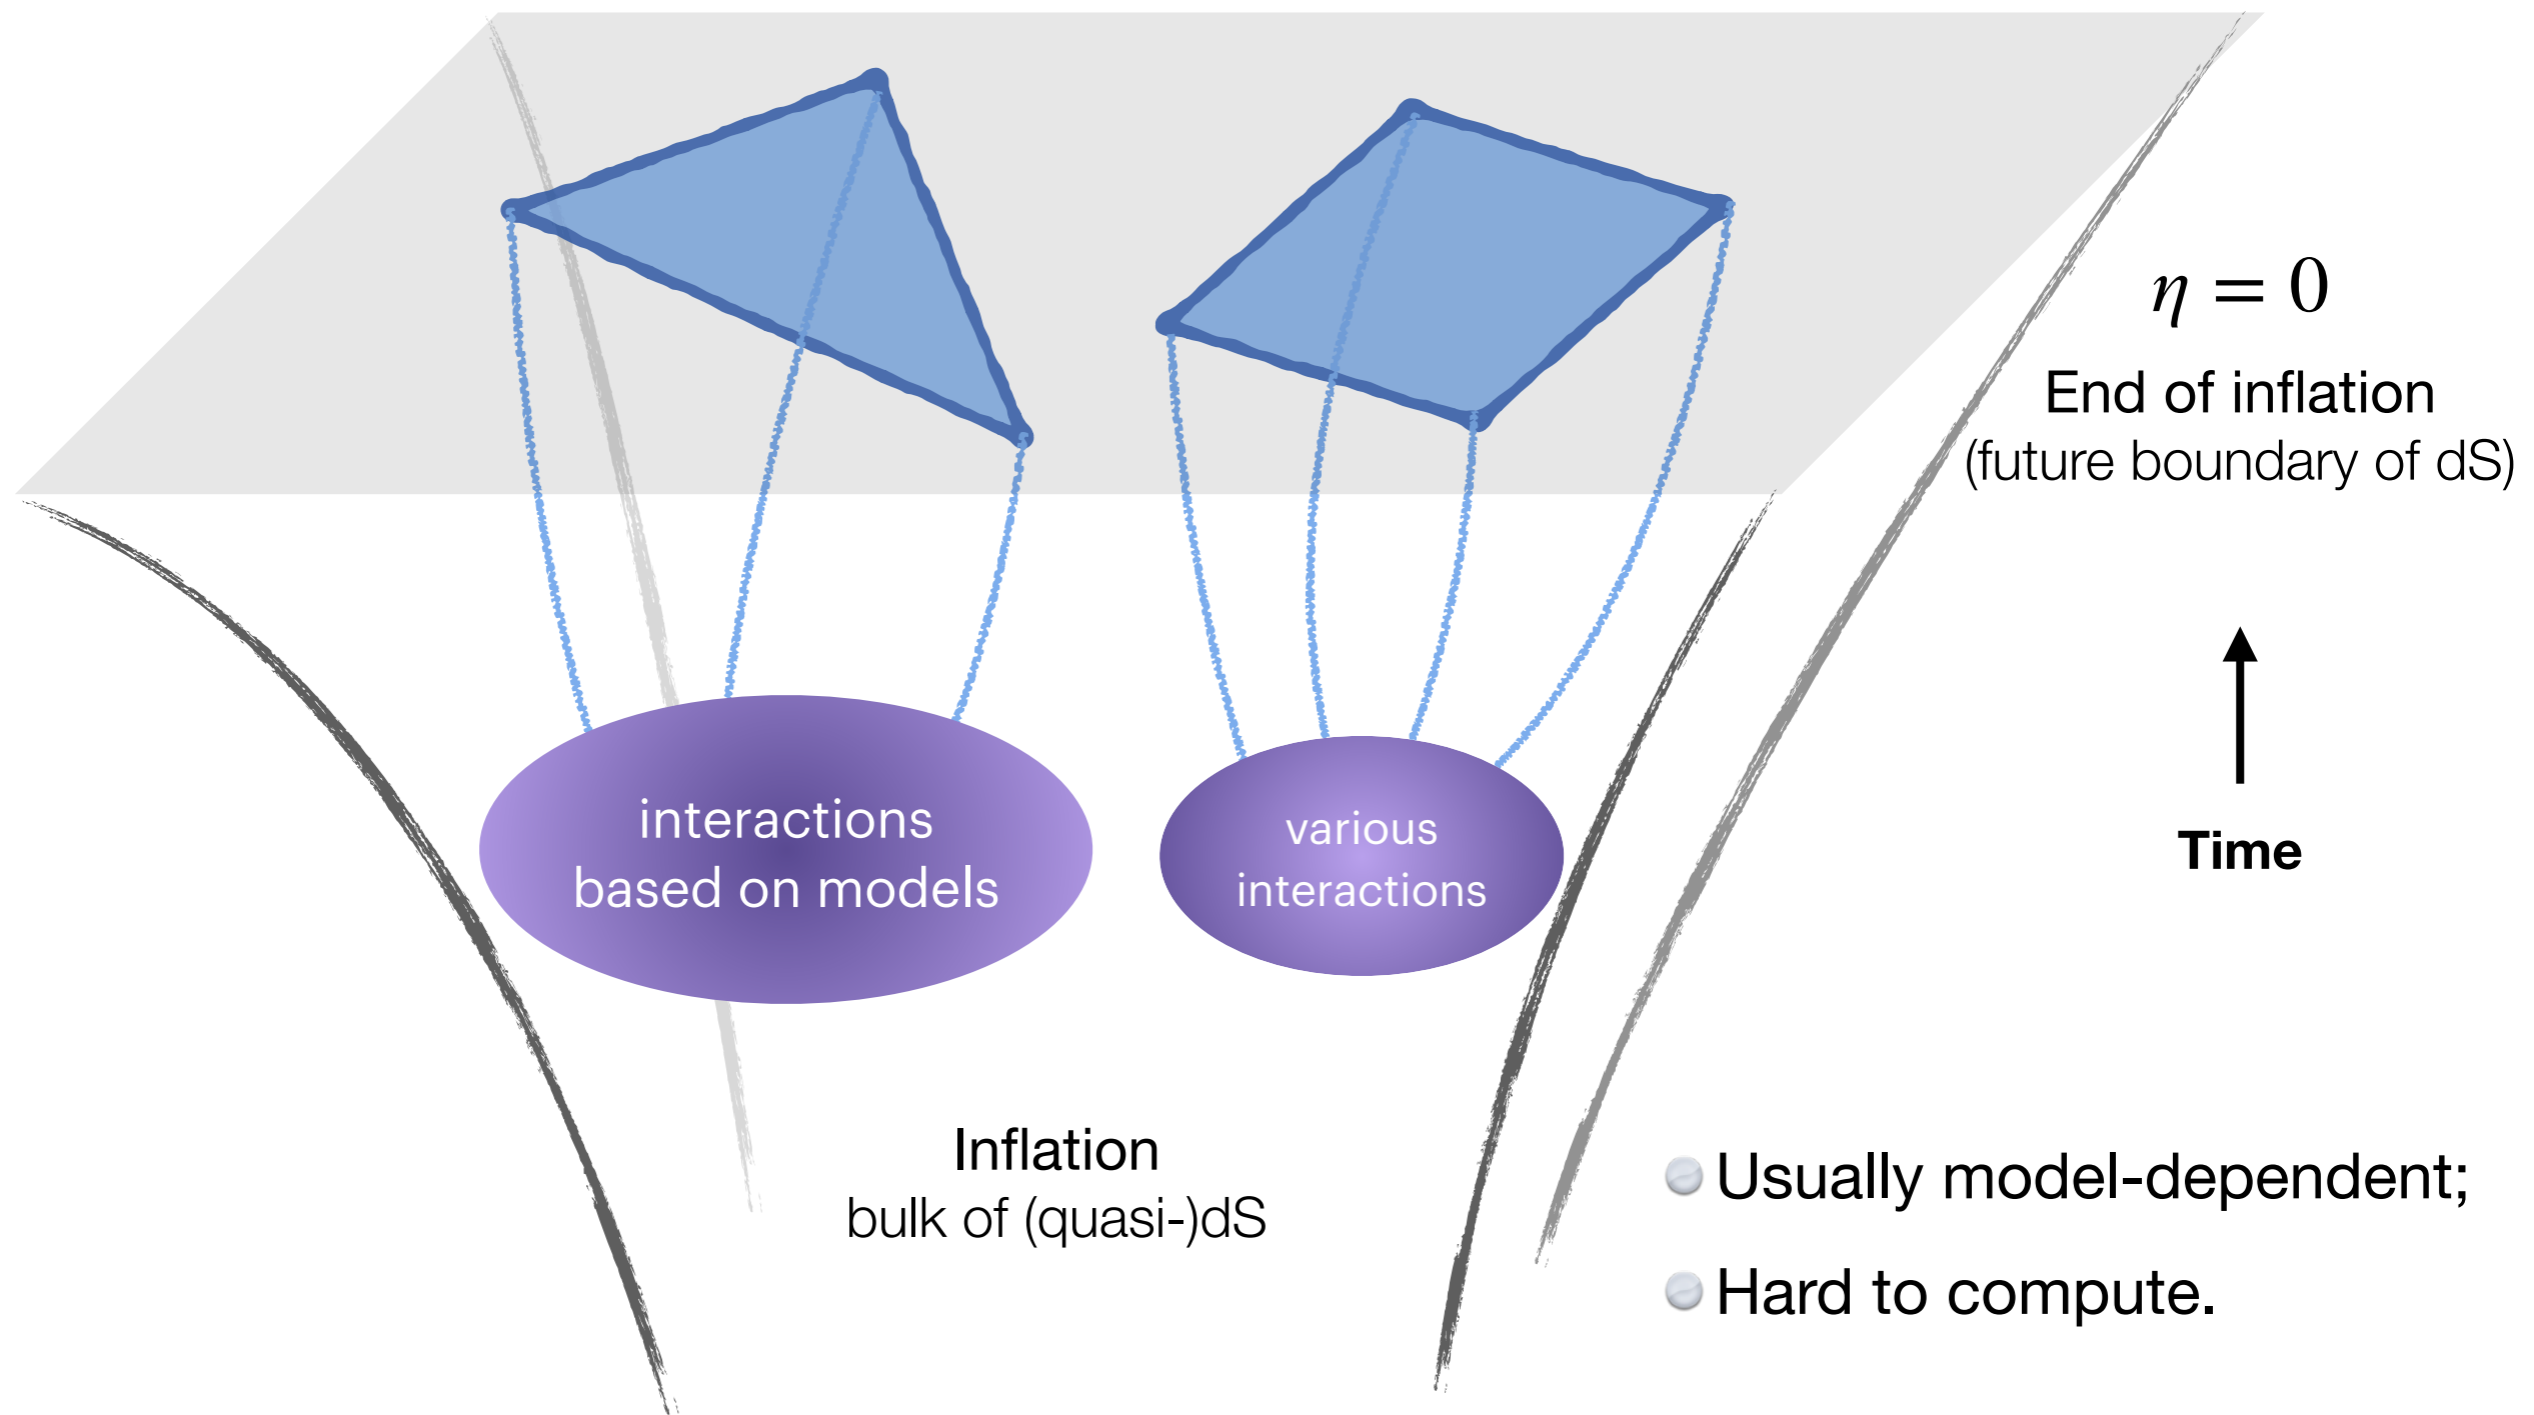 η = 0
End of inflation
(future boundary of dS)
Time
interactions
based on models
various
interactions
Inflation
bulk of (quasi-)dS
Usually model-dependent;
Hard to compute.